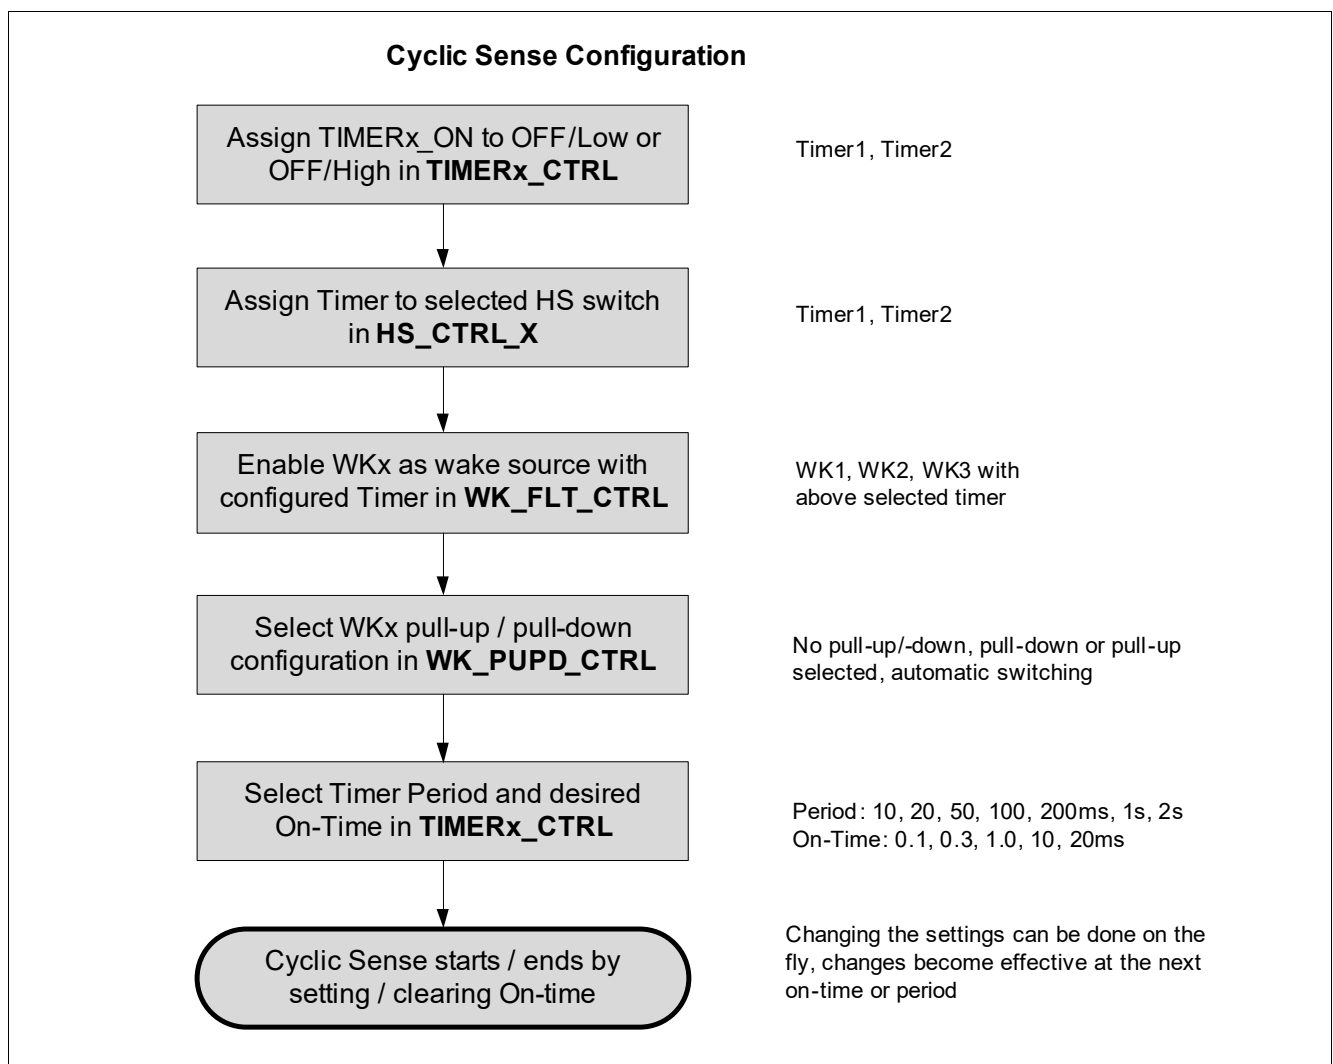 Cyclic Sense Configuration
Assign TIMERx_ON to OFF/Low or
OFF/High in TIMERx_CTRL
Timer1, Timer2
Assign Timer to selected HS switch
in HS_CTRL_X
Timer1, Timer2
Enable WKx as wake source with
configured Timer in WK_FLT_CTRL
WK1, WK2, WK3 with
above selected timer
Select WKx pull-up / pull-down
configuration in WK_PUPD_CTRL
No pull-up/-down, pull-down or pull-up
selected, automatic switching
Select Timer Period and desired
On-Time in TIMERx_CTRL
Period: 10, 20, 50, 100, 200ms, 1s, 2s
On-Time: 0.1, 0.3, 1.0, 10, 20ms
Cyclic Sense starts / ends by
setting / clearing On-time
Changing the settings can be done on the
fly, changes become effective at the next
on-time or period